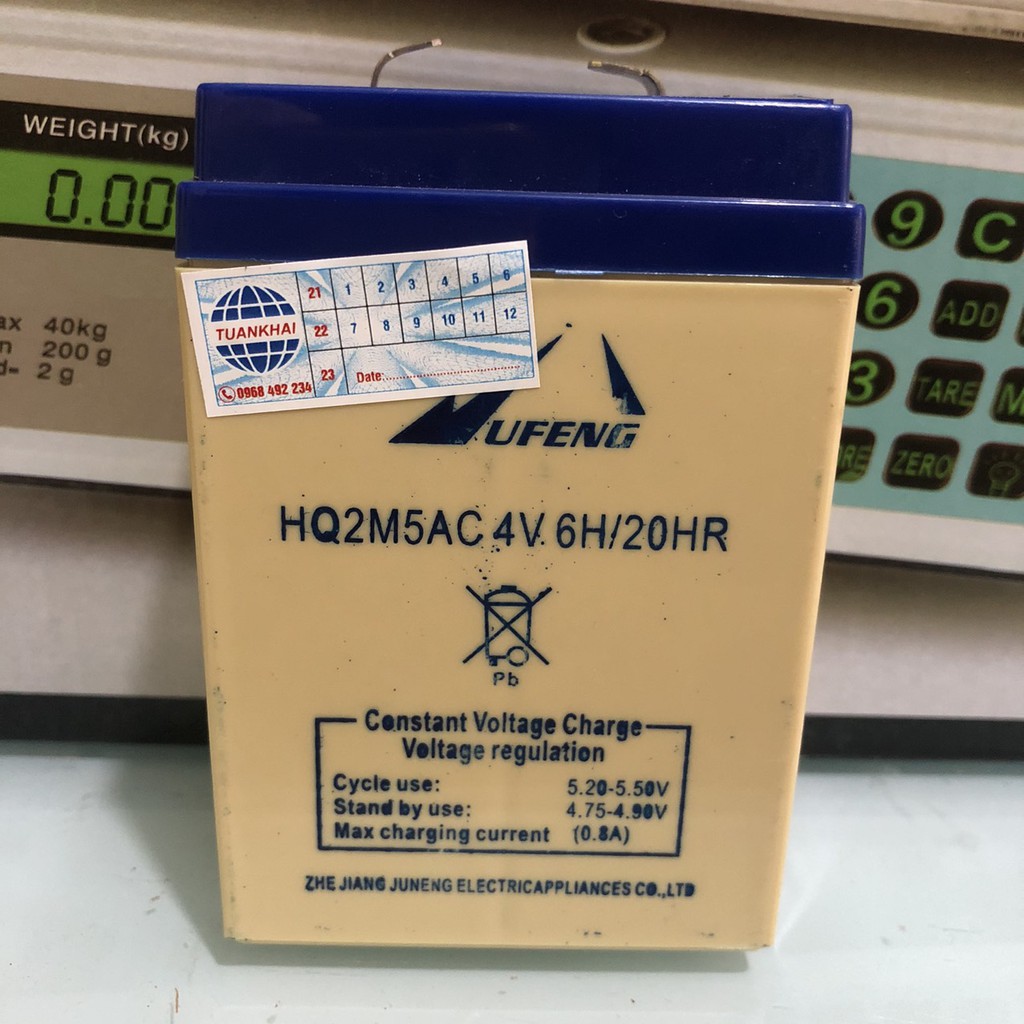 WEIGHT(kg)
0.00
40kg
200 g
d= 2 g
9
C
6
ADD
3
TARE
ZERO
TUANKHAI
0968 492 234
21 1 2 3 4 5 6
22 7 8 9 10 11 12
23 Date:
UFENG
HQ2M5AC 4V 6H/20HR
Pb
Constant Voltage Charge
Voltage regulation
Cycle use: 5.20-5.50V
Stand by use: 4.75-4.90V
Max charging current (0.8A)
ZHE JIANG JUNENG ELECTRICAPPLIANCES CO.,LTD